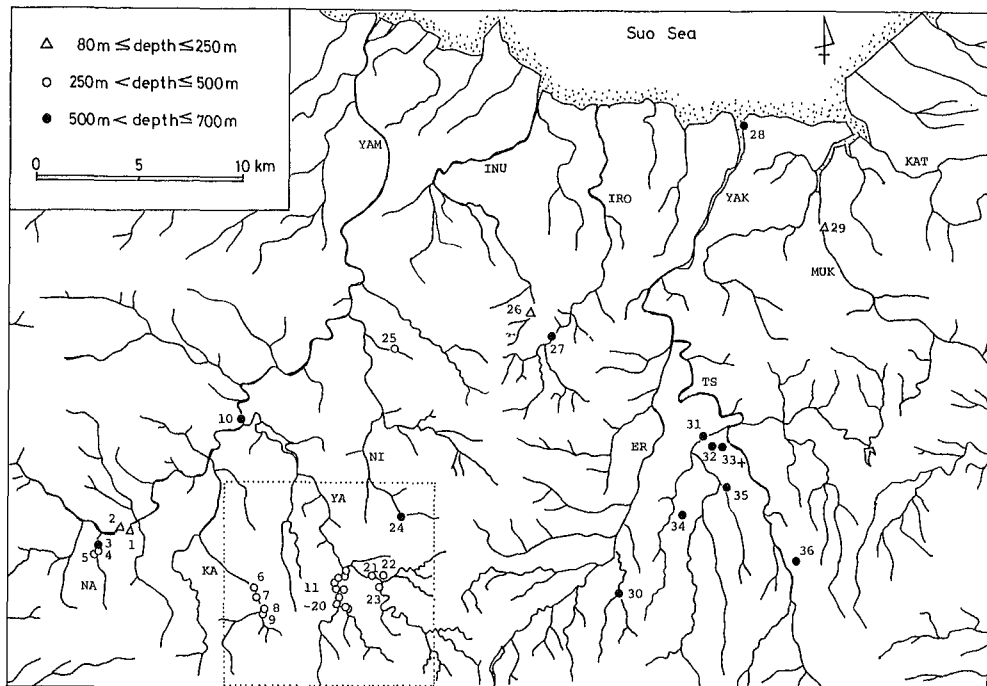 80m ≦ depth ≦ 250m
250m < depth ≦ 500m
500m < depth ≦ 700m
0 5 10 km
Suo Sea
YAM
INU
IRO
YAK
KAT
MUK
28
29
26
27
25
TS
10
NI
ER
31
32
33
YA
24
35
34
2
1
3
4
5
NA
KA
6
7
8
9
11
~20
21
22
23
30
36